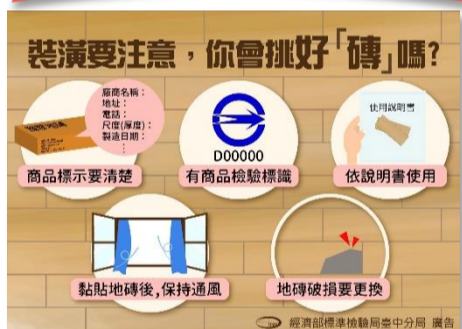 裝潢要注意，你會挑好「磚」嗎?
廠商名稱：
地址：
電話：
尺度(厚度)：
製造日期：
：
D00000
使用說明書
商品標示要清楚
有商品檢驗標識
依說明書使用
黏貼地磚後,保持通風
地磚破損要更換
經濟部標準檢驗局臺中分局 廣告